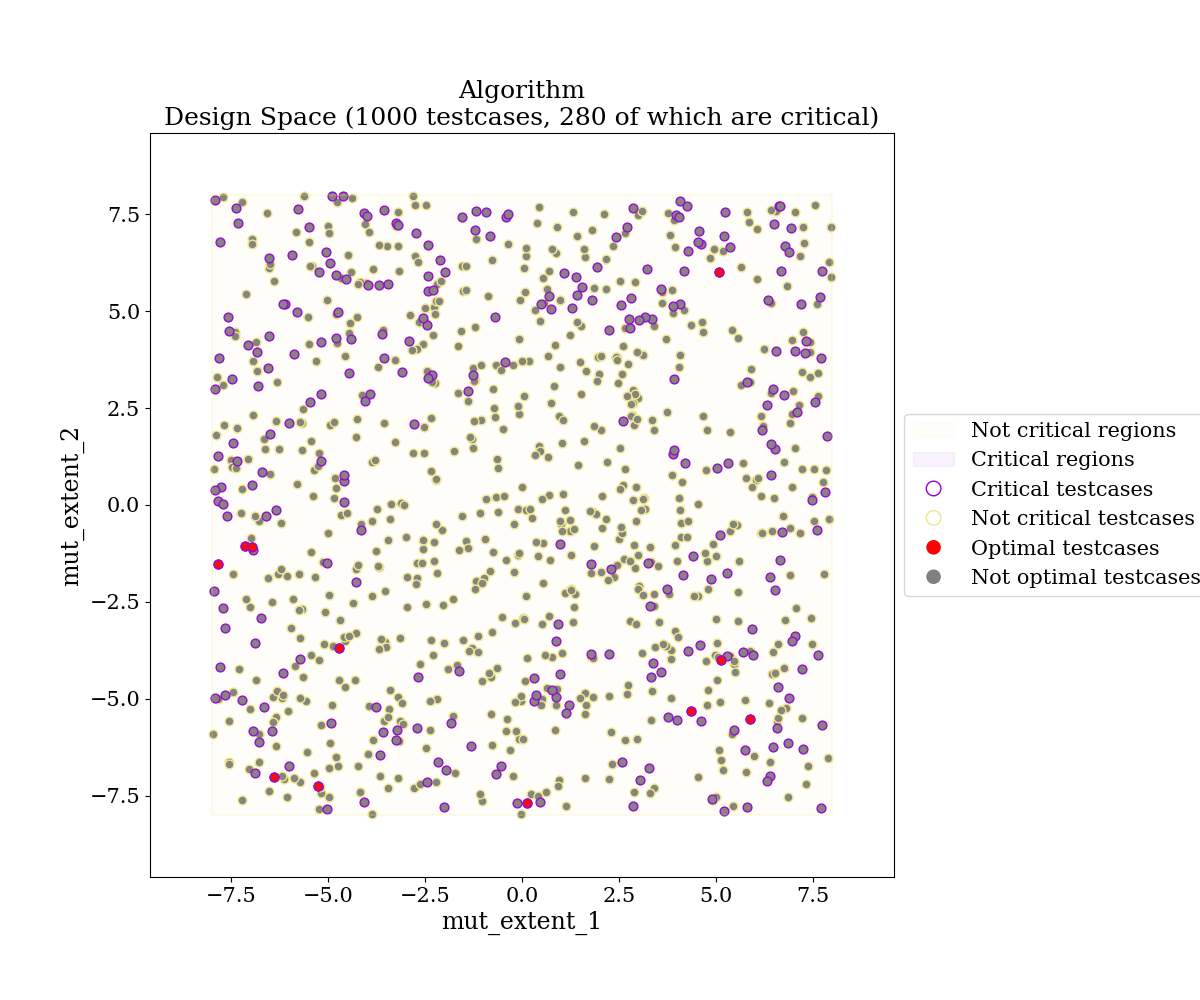 Algorithm
Design Space (1000 testcases, 280 of which are critical)
7.5
5.0
2.5
0.0
−2.5
−5.0
−7.5
mut_extent_2
−7.5
−5.0
−2.5
0.0
2.5
5.0
7.5
mut_extent_1
Not critical regions
Critical regions
Critical testcases
Not critical testcases
Optimal testcases
Not optimal testcases